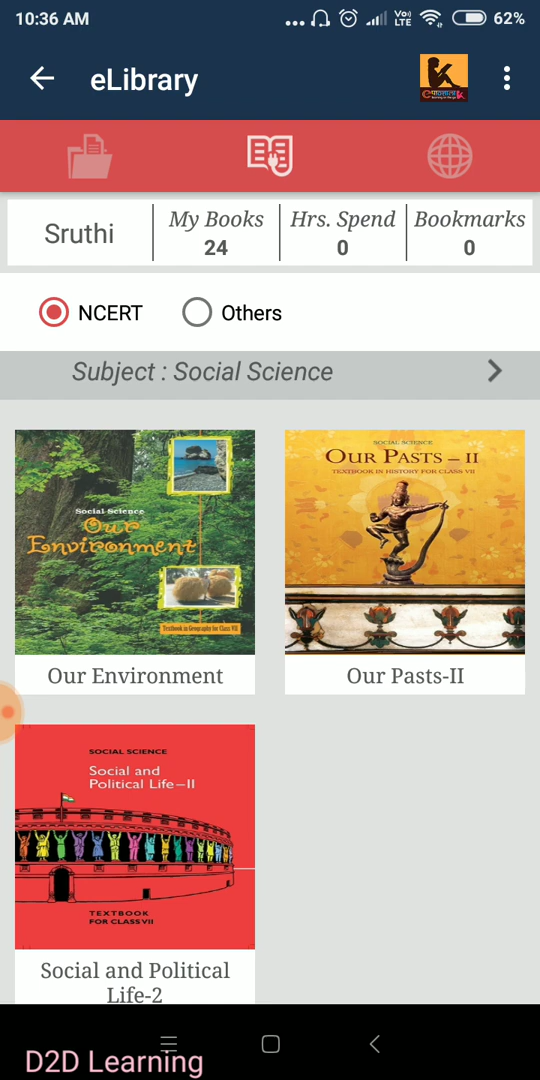 10:36 AM
Vo)) LTE
62%
eLibrary
Sruthi
My Books
24
Hrs. Spend
0
Bookmarks
0
NCERT
Others
Subject : Social Science
Social Science
Our
Environment
Textbook in Geography for Class VII
Our Environment
SOCIAL SCIENCE
OUR PASTS – II
TEXTBOOK IN HISTORY FOR CLASS VII
Our Pasts-II
SOCIAL SCIENCE
Social and
Political Life–II
TEXTBOOK
FOR CLASS VII
Social and Political
Life-2
D2D Learning